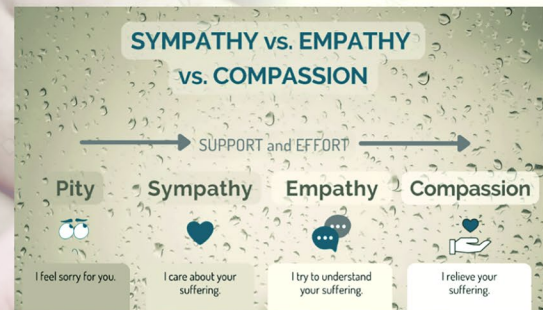 SYMPATHY vs. EMPATHY
vs. COMPASSION
SUPPORT and EFFORT
Pity
Sympathy
Empathy
Compassion
I feel sorry for you.
I care about your
suffering.
I try to understand
your suffering.
I relieve your
suffering.